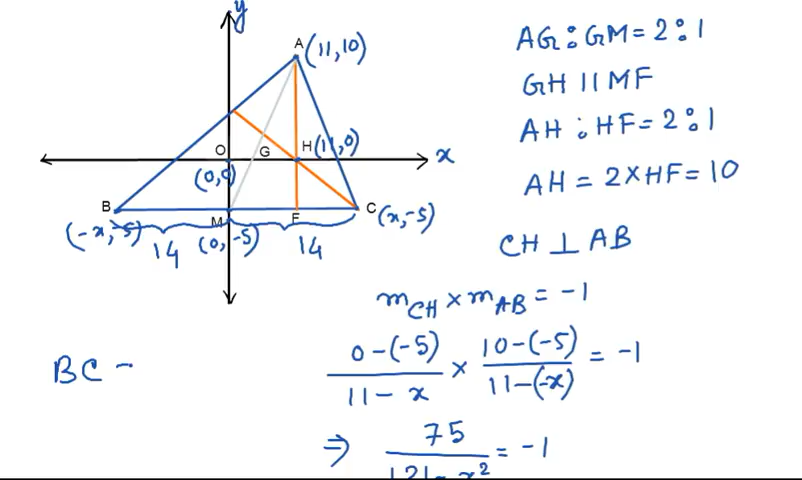 y
A (11,10)
O
G
H (11,0)
x
(0,0)
B
M
F
C (x,-5)
(-x,-5)
14
(0,-5)
14
AG : GM = 2:1
GH || MF
AH : HF = 2:1
AH = 2×HF = 10
CH ⊥ AB
m_CH × m_AB = -1
0-(-5)/11-x × 10-(-5)/11-(-x) = -1
BC -
⇒ 75/121-x² = -1